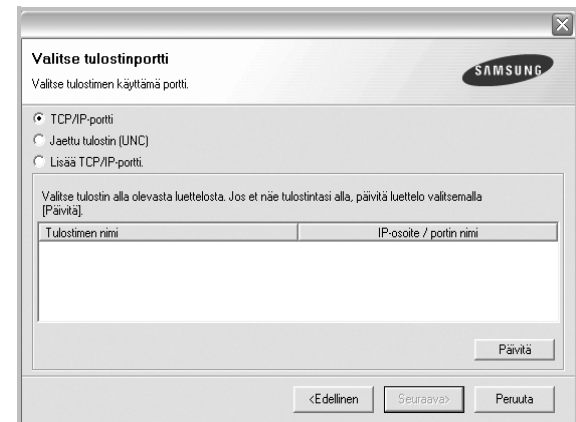 Valitse tulostinportti
Valitse tulostimen käyttämä portti.
SAMSUNG
TCP/IP-portti
Jaettu tulostin (UNC)
Lisää TCP/IP-portti.
Valitse tulostin alla olevasta luettelosta. Jos et näe tulostintasi alla, päivitä luettelo valitsemalla
[Päivitä].
Tulostimen nimi IP-osoite / portin nimi
Päivitä
<Edellinen Seuraava> Peruuta